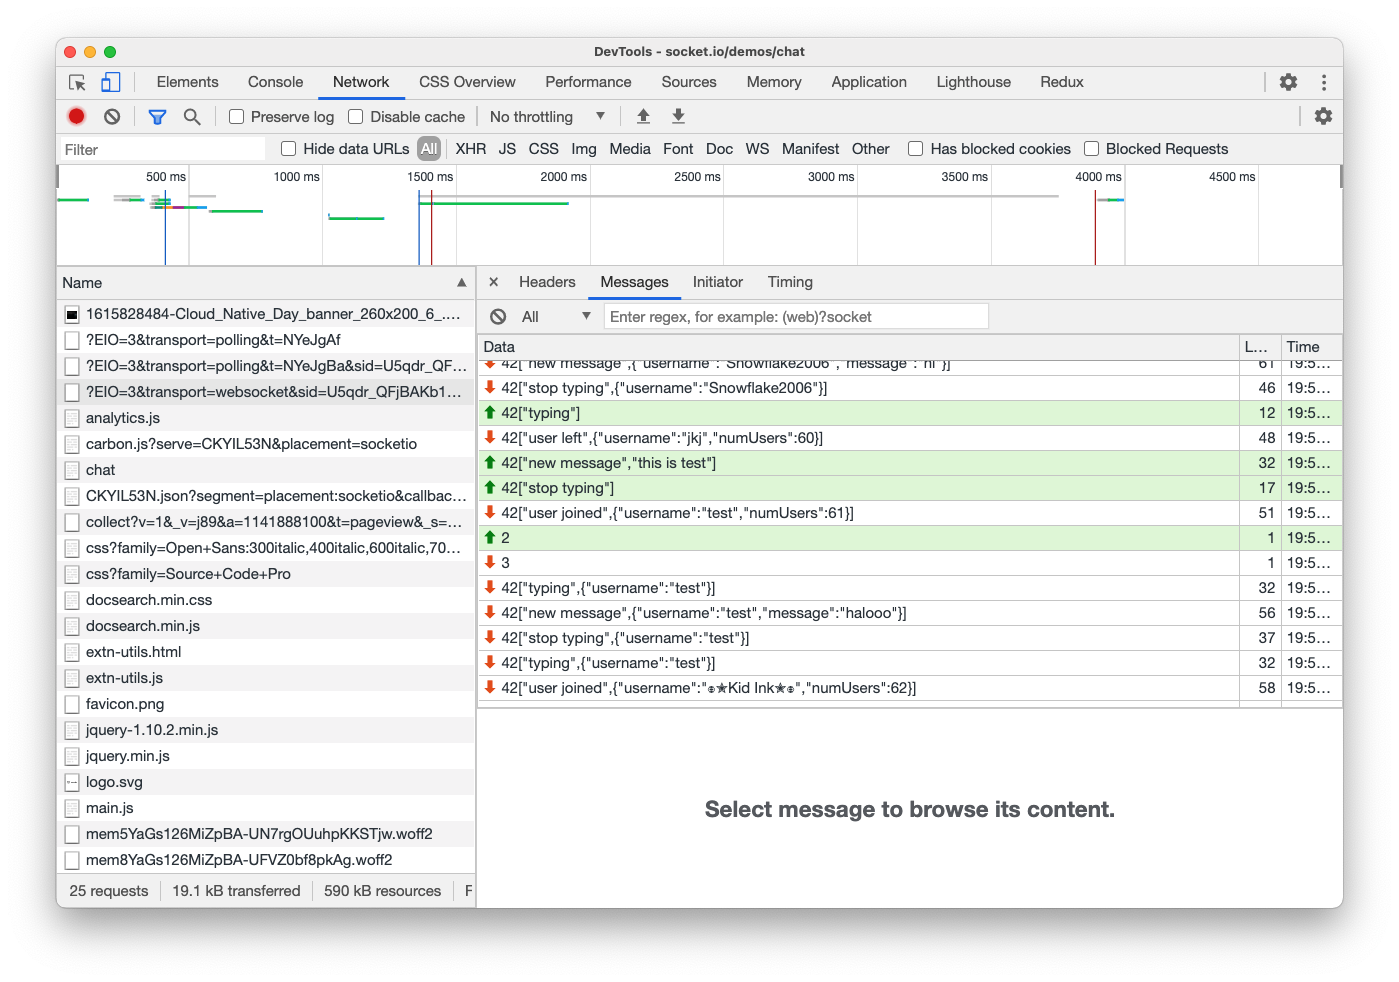 DevTools - socket.io/demos/chat
Elements Console Network CSS Overview Performance Sources Memory Application Lighthouse Redux
Preserve log Disable cache No throttling
Filter Hide data URLs All XHR JS CSS Img Media Font Doc WS Manifest Other Has blocked cookies Blocked Requests
500 ms 1000 ms 1500 ms 2000 ms 2500 ms 3000 ms 3500 ms 4000 ms 4500 ms
Name
1615828484-Cloud_Native_Day_banner_260x200_6_....
?EIO=3&transport=polling&t=NYeJgAf
?EIO=3&transport=polling&t=NYeJgBa&sid=U5qdr_QF...
?EIO=3&transport=websocket&sid=U5qdr_QFjBAKb1...
analytics.js
carbon.js?serve=CKYIL53N&placement=socketio
chat
CKYIL53N.json?segment=placement:socketio&callbac...
collect?v=1&_v=j89&a=1141888100&t=pageview&_s=...
css?family=Open+Sans:300italic,400italic,600italic,70...
css?family=Source+Code+Pro
docsearch.min.css
docsearch.min.js
extn-utils.html
extn-utils.js
favicon.png
jquery-1.10.2.min.js
jquery.min.js
logo.svg
main.js
mem5YaGs126MiZpBA-UN7rgOUuhpKKSTjw.woff2
mem8YaGs126MiZpBA-UFVZ0bf8pkAg.woff2
25 requests 19.1 kB transferred 590 kB resources F
Headers Messages Initiator Timing
All Enter regex, for example: (web)?socket
Data L... Time
42["new message",{"username":"Snowflake2006","message":"hi"}] 61 19:5...
42["stop typing",{"username":"Snowflake2006"}] 46 19:5...
42["typing"] 12 19:5...
42["user left",{"username":"jkj","numUsers":60}] 48 19:5...
42["new message","this is test"] 32 19:5...
42["stop typing"] 17 19:5...
42["user joined",{"username":"test","numUsers":61}] 51 19:5...
2 1 19:5...
3 1 19:5...
42["typing",{"username":"test"}] 32 19:5...
42["new message",{"username":"test","message":"halooo"}] 56 19:5...
42["stop typing",{"username":"test"}] 37 19:5...
42["typing",{"username":"test"}] 32 19:5...
42["user joined",{"username":"★Kid Ink★","numUsers":62}] 58 19:5...
Select message to browse its content.